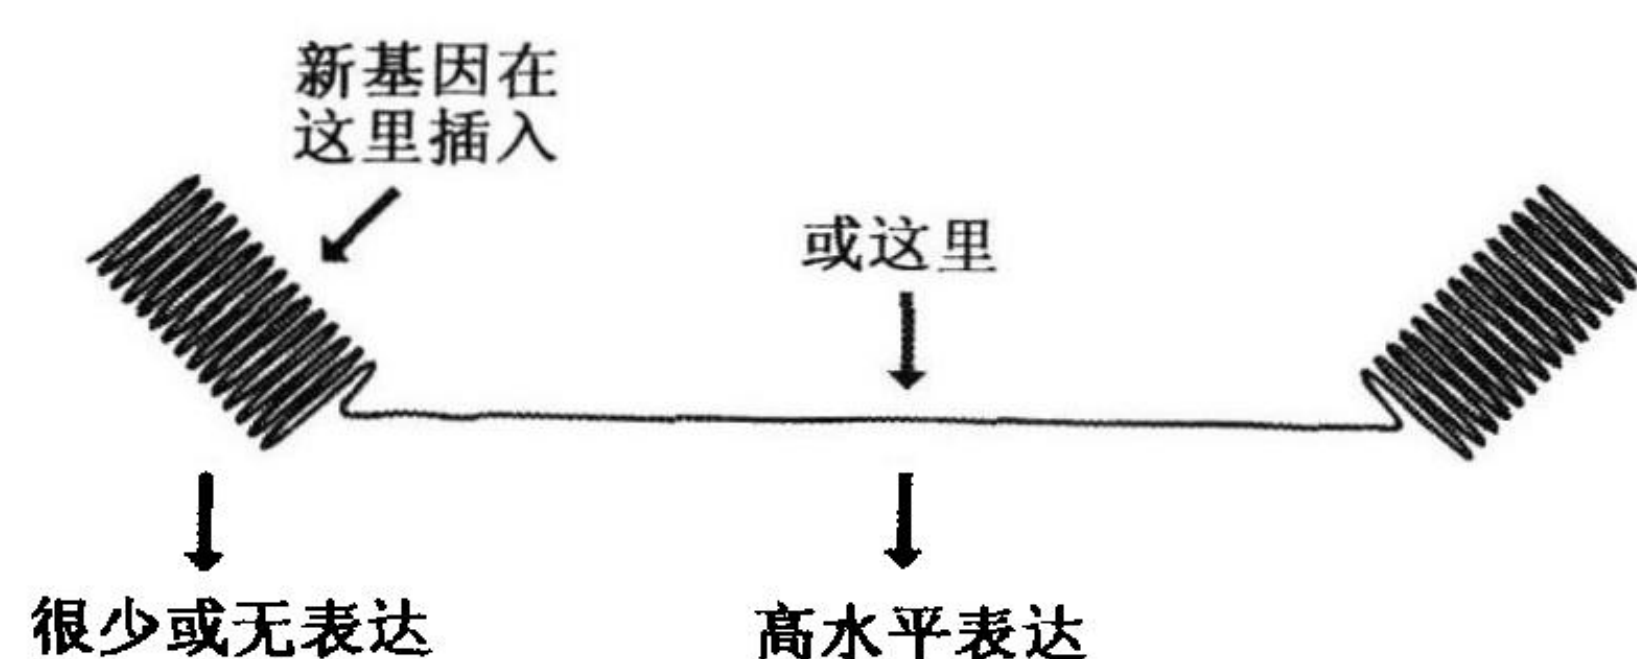 新基因在
这里插入
或这里
很少或无表达
高水平表达